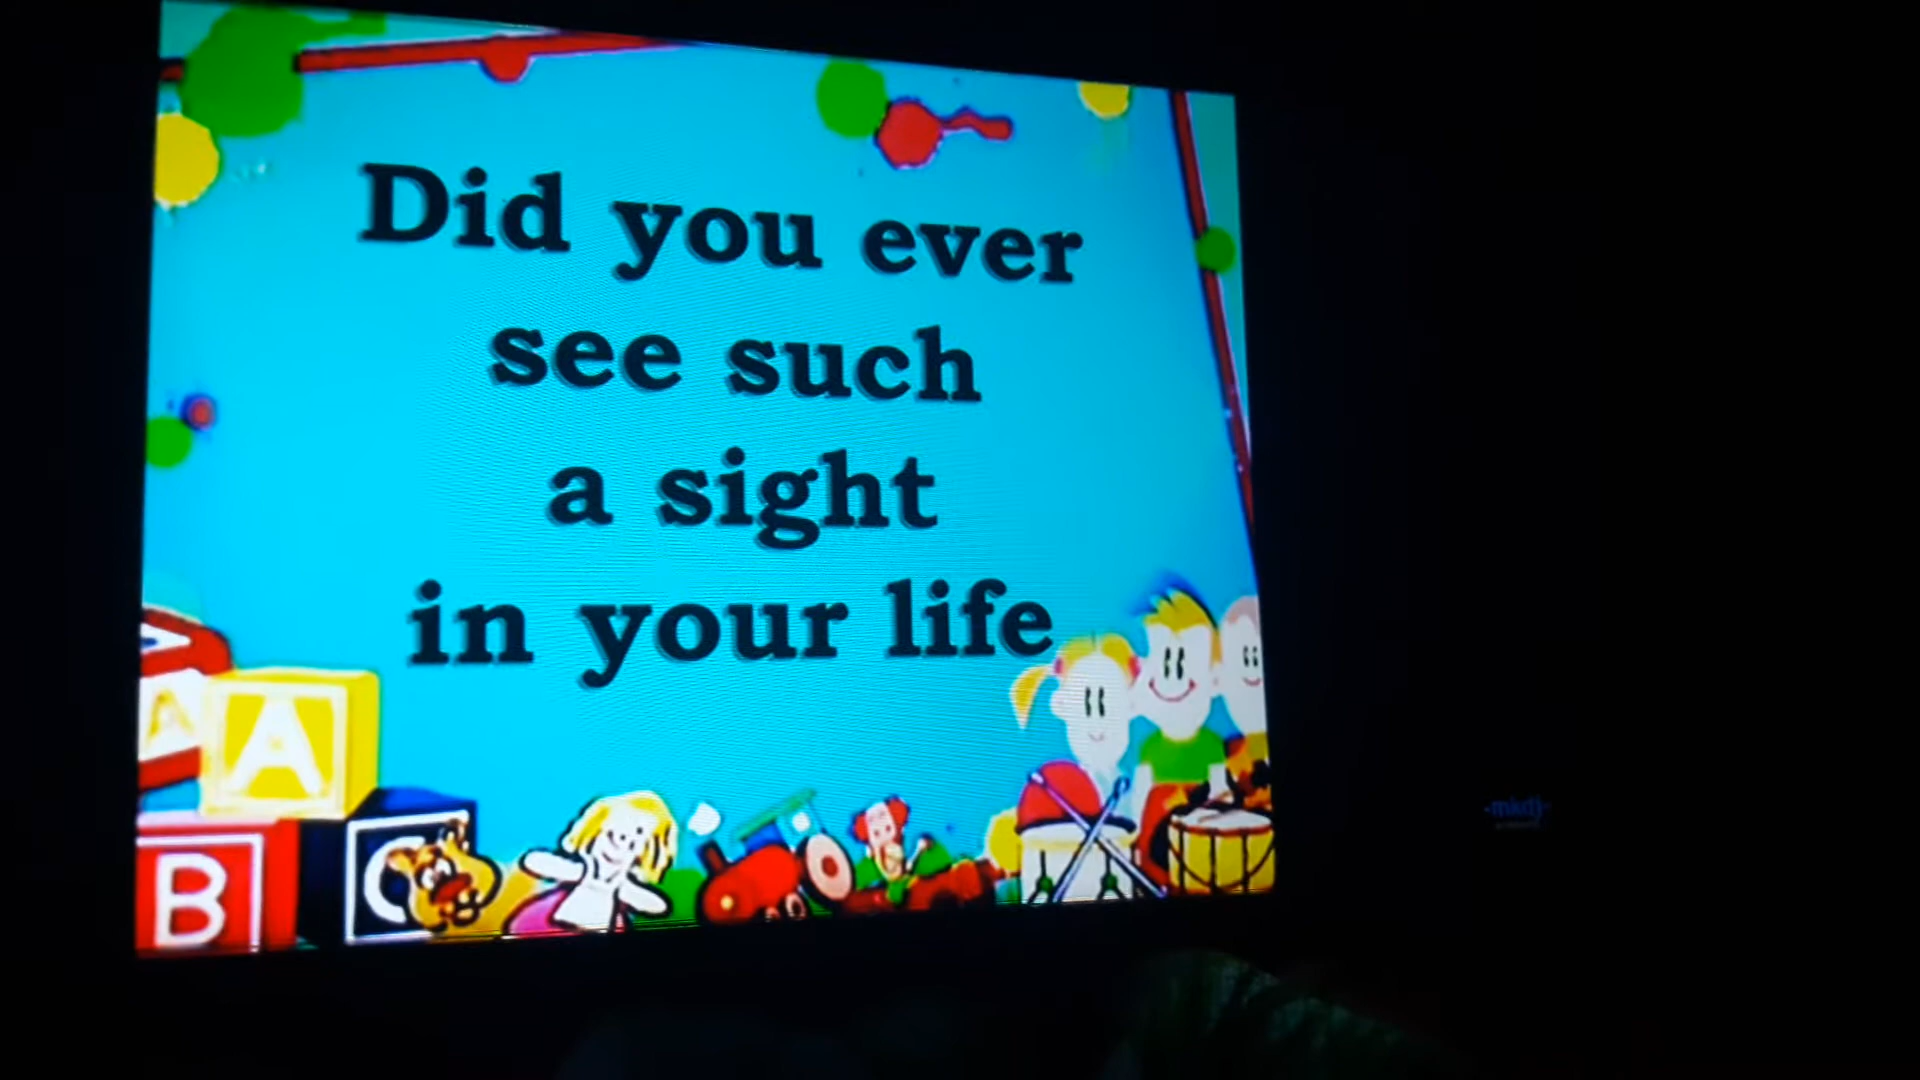 Did you ever
see such
a sight
in your life
A
A
B
C